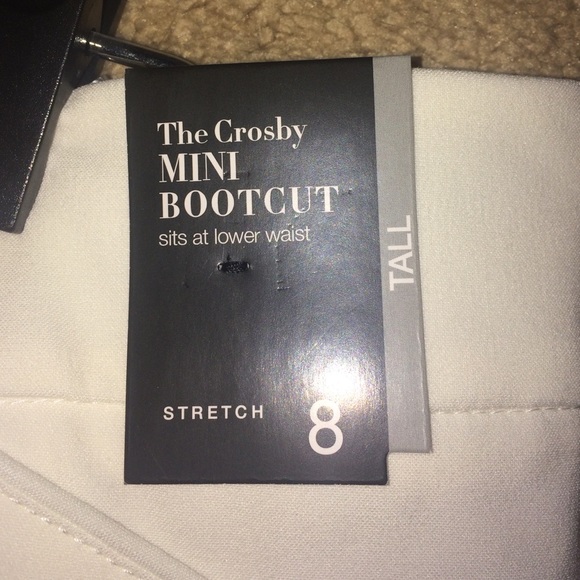 The Crosby
MINI
BOOTCUT
sits at lower waist
TALL
STRETCH
8